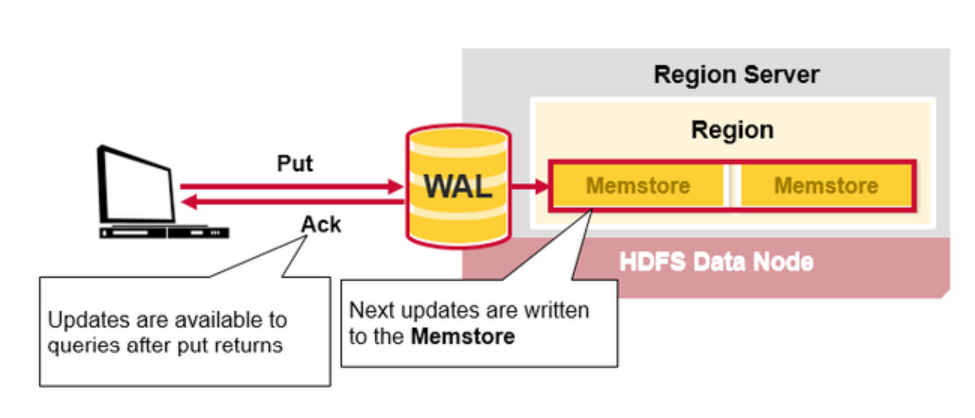 Region Server
Region
Put
WAL
Memstore
Memstore
Ack
HDFS Data Node
Updates are available to
queries after put returns
Next updates are written
to the Memstore